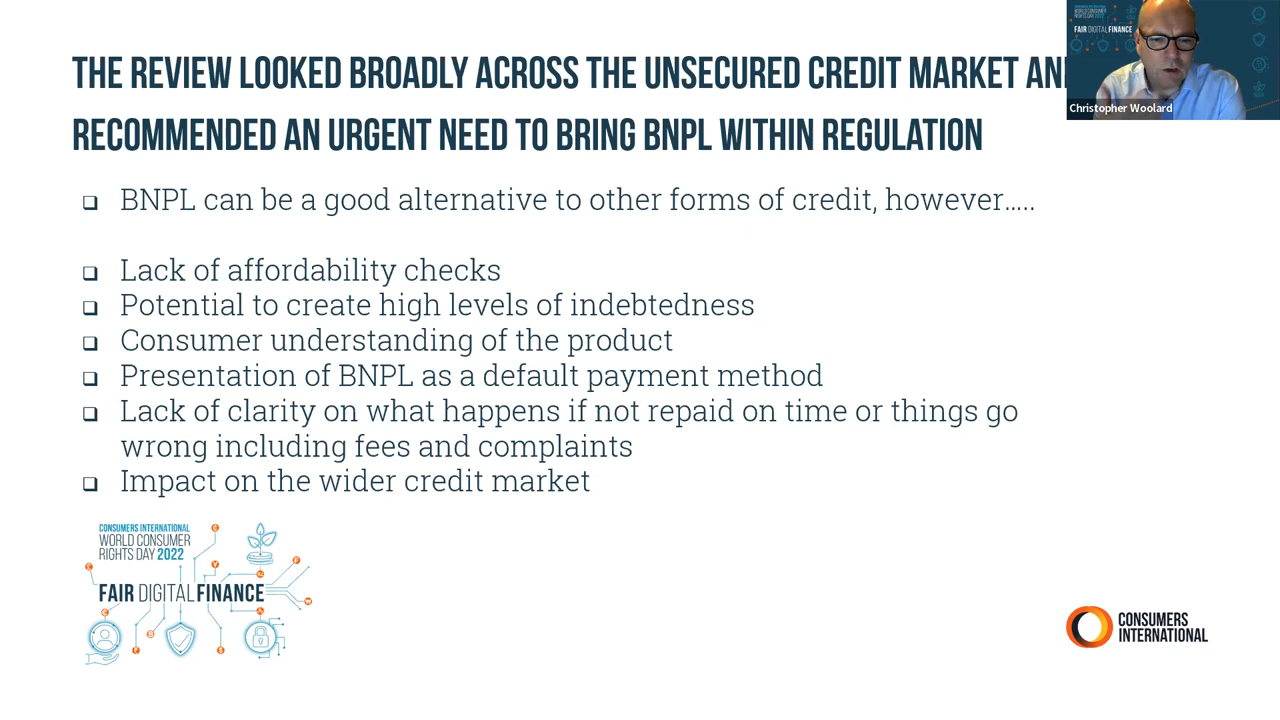 THE REVIEW LOOKED BROADLY ACROSS THE UNSECURED CREDIT MARKET AN
RECOMMENDED AN URGENT NEED TO BRING BNPL WITHIN REGULATION
BNPL can be a good alternative to other forms of credit, however.....
Lack of affordability checks
Potential to create high levels of indebtedness
Consumer understanding of the product
Presentation of BNPL as a default payment method
Lack of clarity on what happens if not repaid on time or things go
wrong including fees and complaints
Impact on the wider credit market
CONSUMERS INTERNATIONAL
WORLD CONSUMER
RIGHTS DAY 2022
FAIR DIGITAL FINANCE
CONSUMERS
INTERNATIONAL
WORLD CONSUMER
RIGHTS DAY 2022
FAIR DIGITAL FINANCE
Christopher Woolard